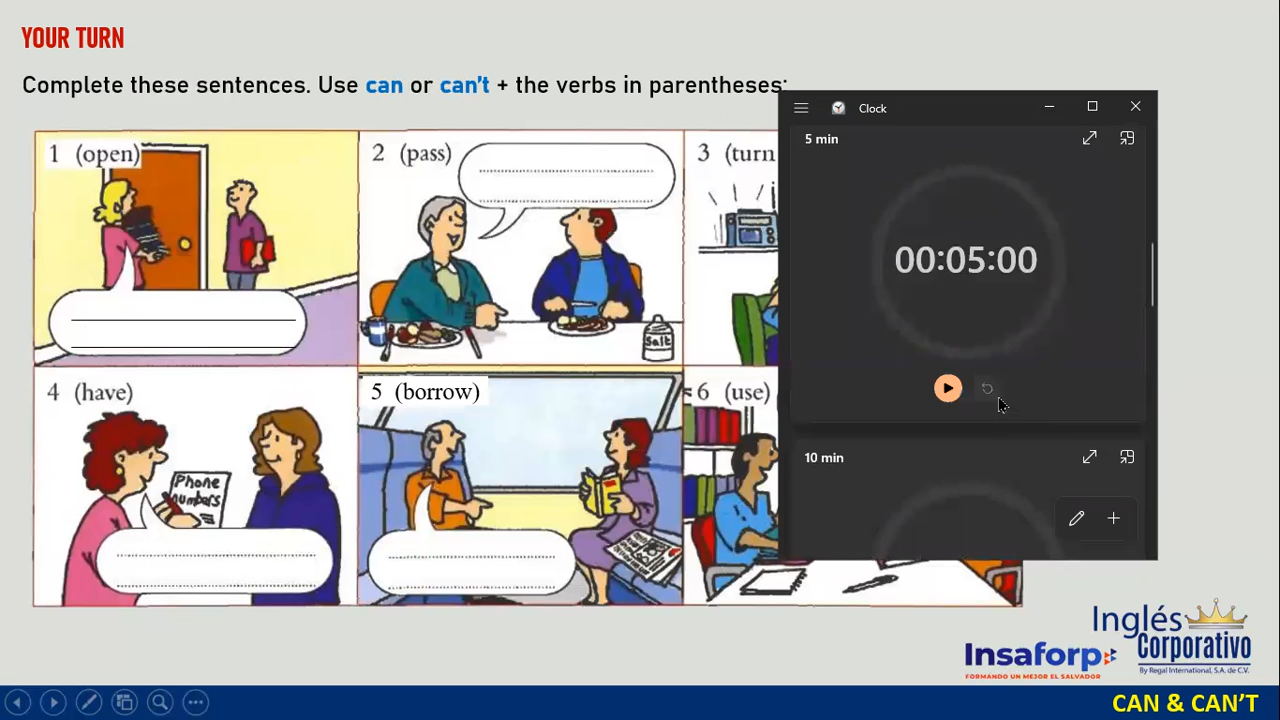 YOUR TURN
Complete these sentences. Use can or can't + the verbs in parentheses:
1 (open)
2 (pass)
3 (turn
Salt
4 (have)
Phone
numbers
5 (borrow)
6 (use)
Clock
5 min
00:05:00
10 min
Insaforp
FORMANDO UN MEJOR EL SALVADOR
Inglés
Corporativo
By Regal International, S.A. de C.V.
CAN & CAN'T